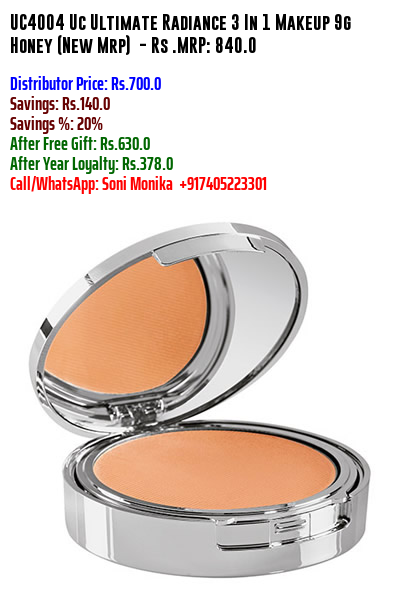 UC4004 Uc Ultimate Radiance 3 In 1 Makeup 9g
Honey (New Mrp) - Rs .MRP: 840.0
Distributor Price: Rs.700.0
Savings: Rs.140.0
Savings %: 20%
After Free Gift: Rs.630.0
After Year Loyalty: Rs.378.0
Call/WhatsApp: Soni Monika +917405223301